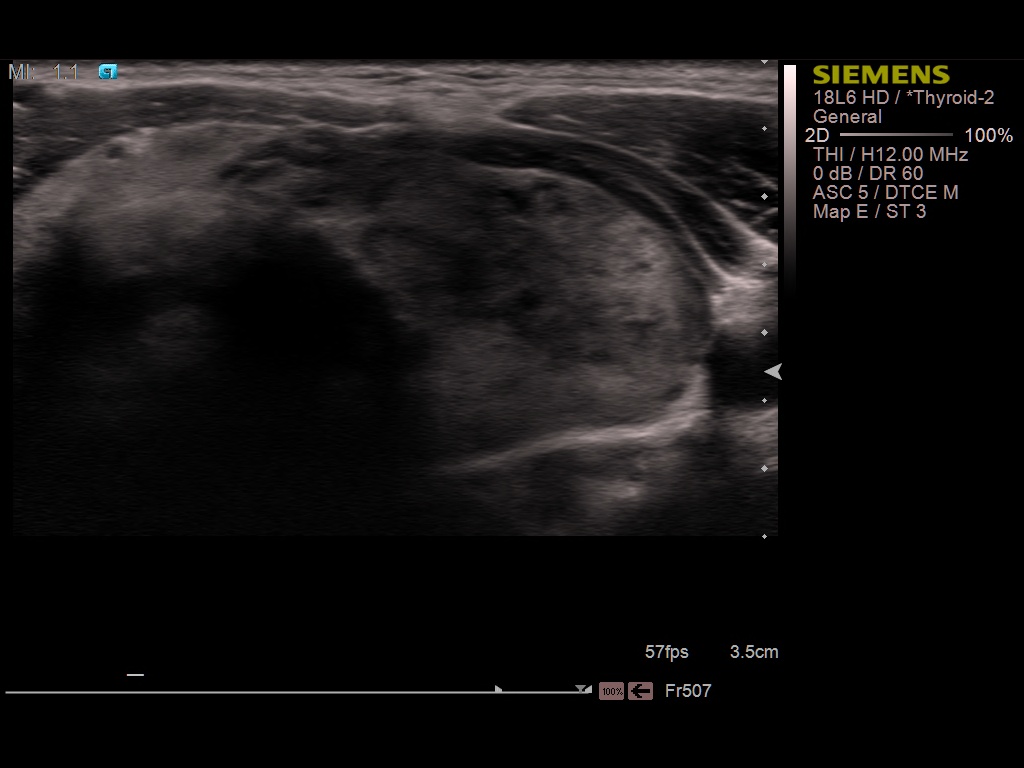 MI: 1.1
SIEMENS
18L6 HD / *Thyroid-2
General
2D 100%
THI / H12.00 MHz
0 dB / DR 60
ASC 5 / DTCE M
Map E / ST 3
57fps 3.5cm
100% Fr507